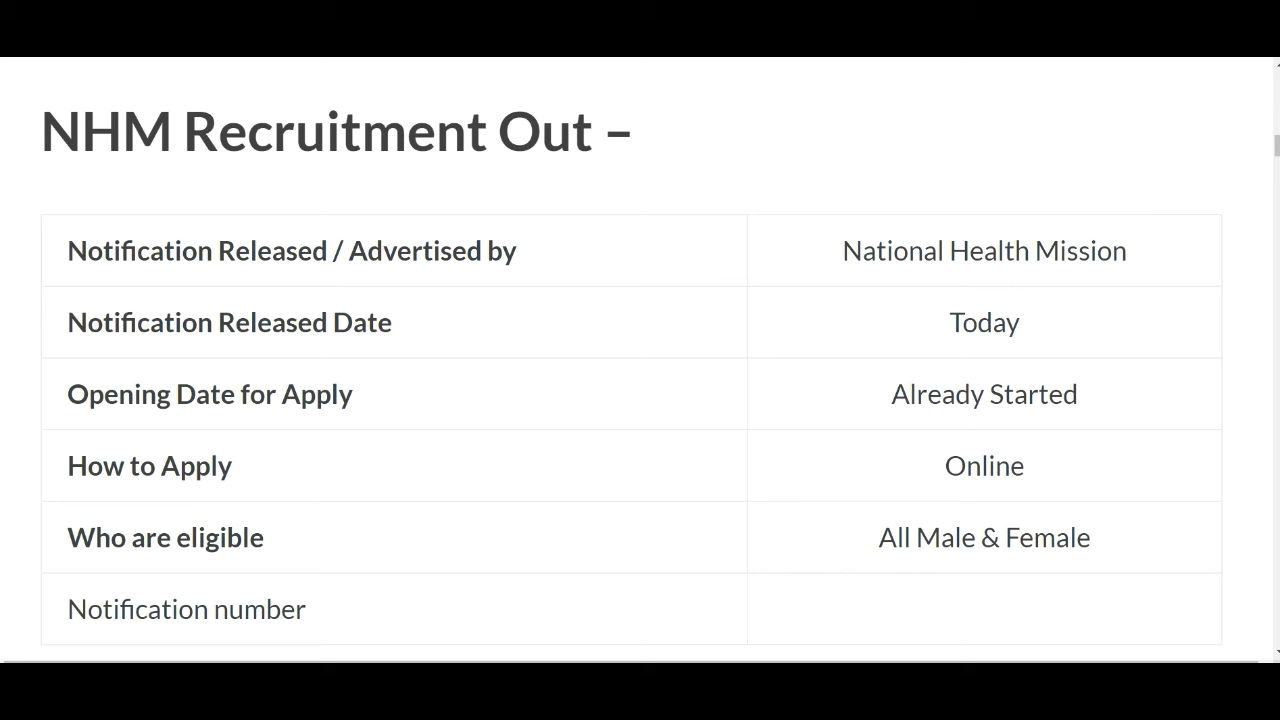 NHM Recruitment Out –
Notification Released / Advertised by National Health Mission
Notification Released Date Today
Opening Date for Apply Already Started
How to Apply Online
Who are eligible All Male & Female
Notification number